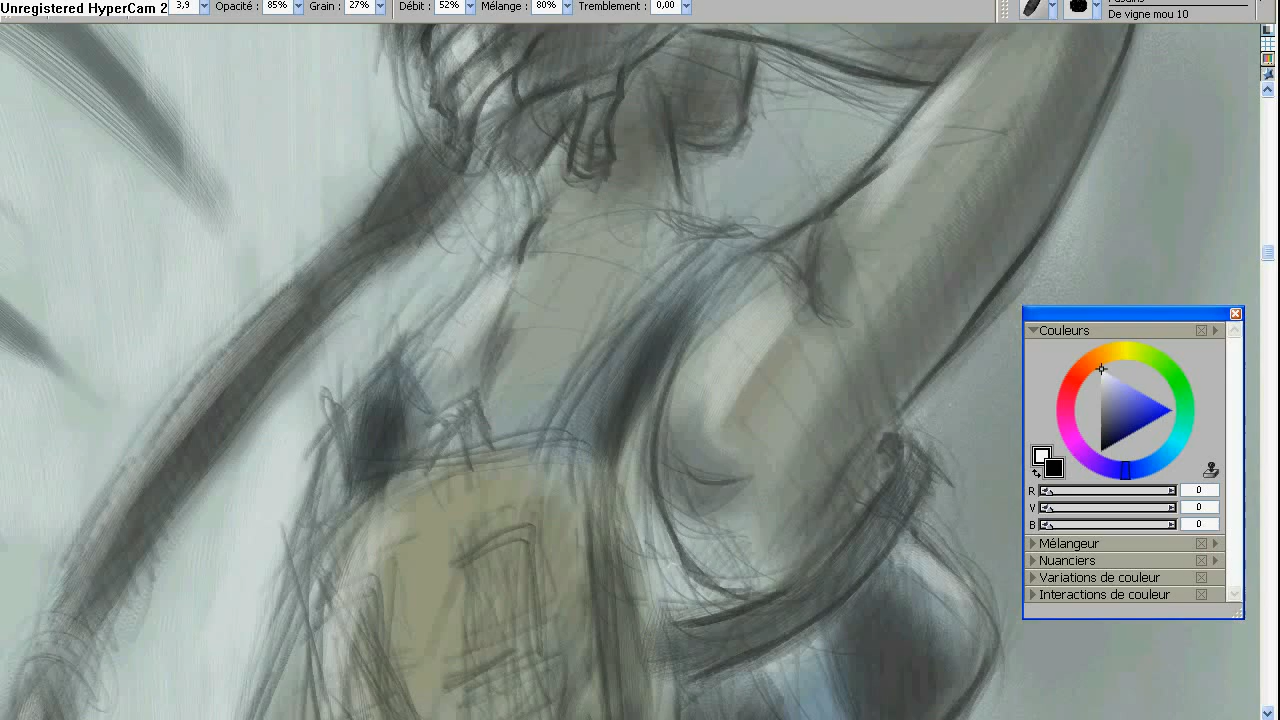 Unregistered HyperCam 2 3,9 Opacité : 85% Grain : 27% Débit : 52% Mélange : 80% Tremblement : 0,00
De vigne mou 10
Couleurs
R 0
V 0
B 0
Mélangeur
Nuanciers
Variations de couleur
Interactions de couleur